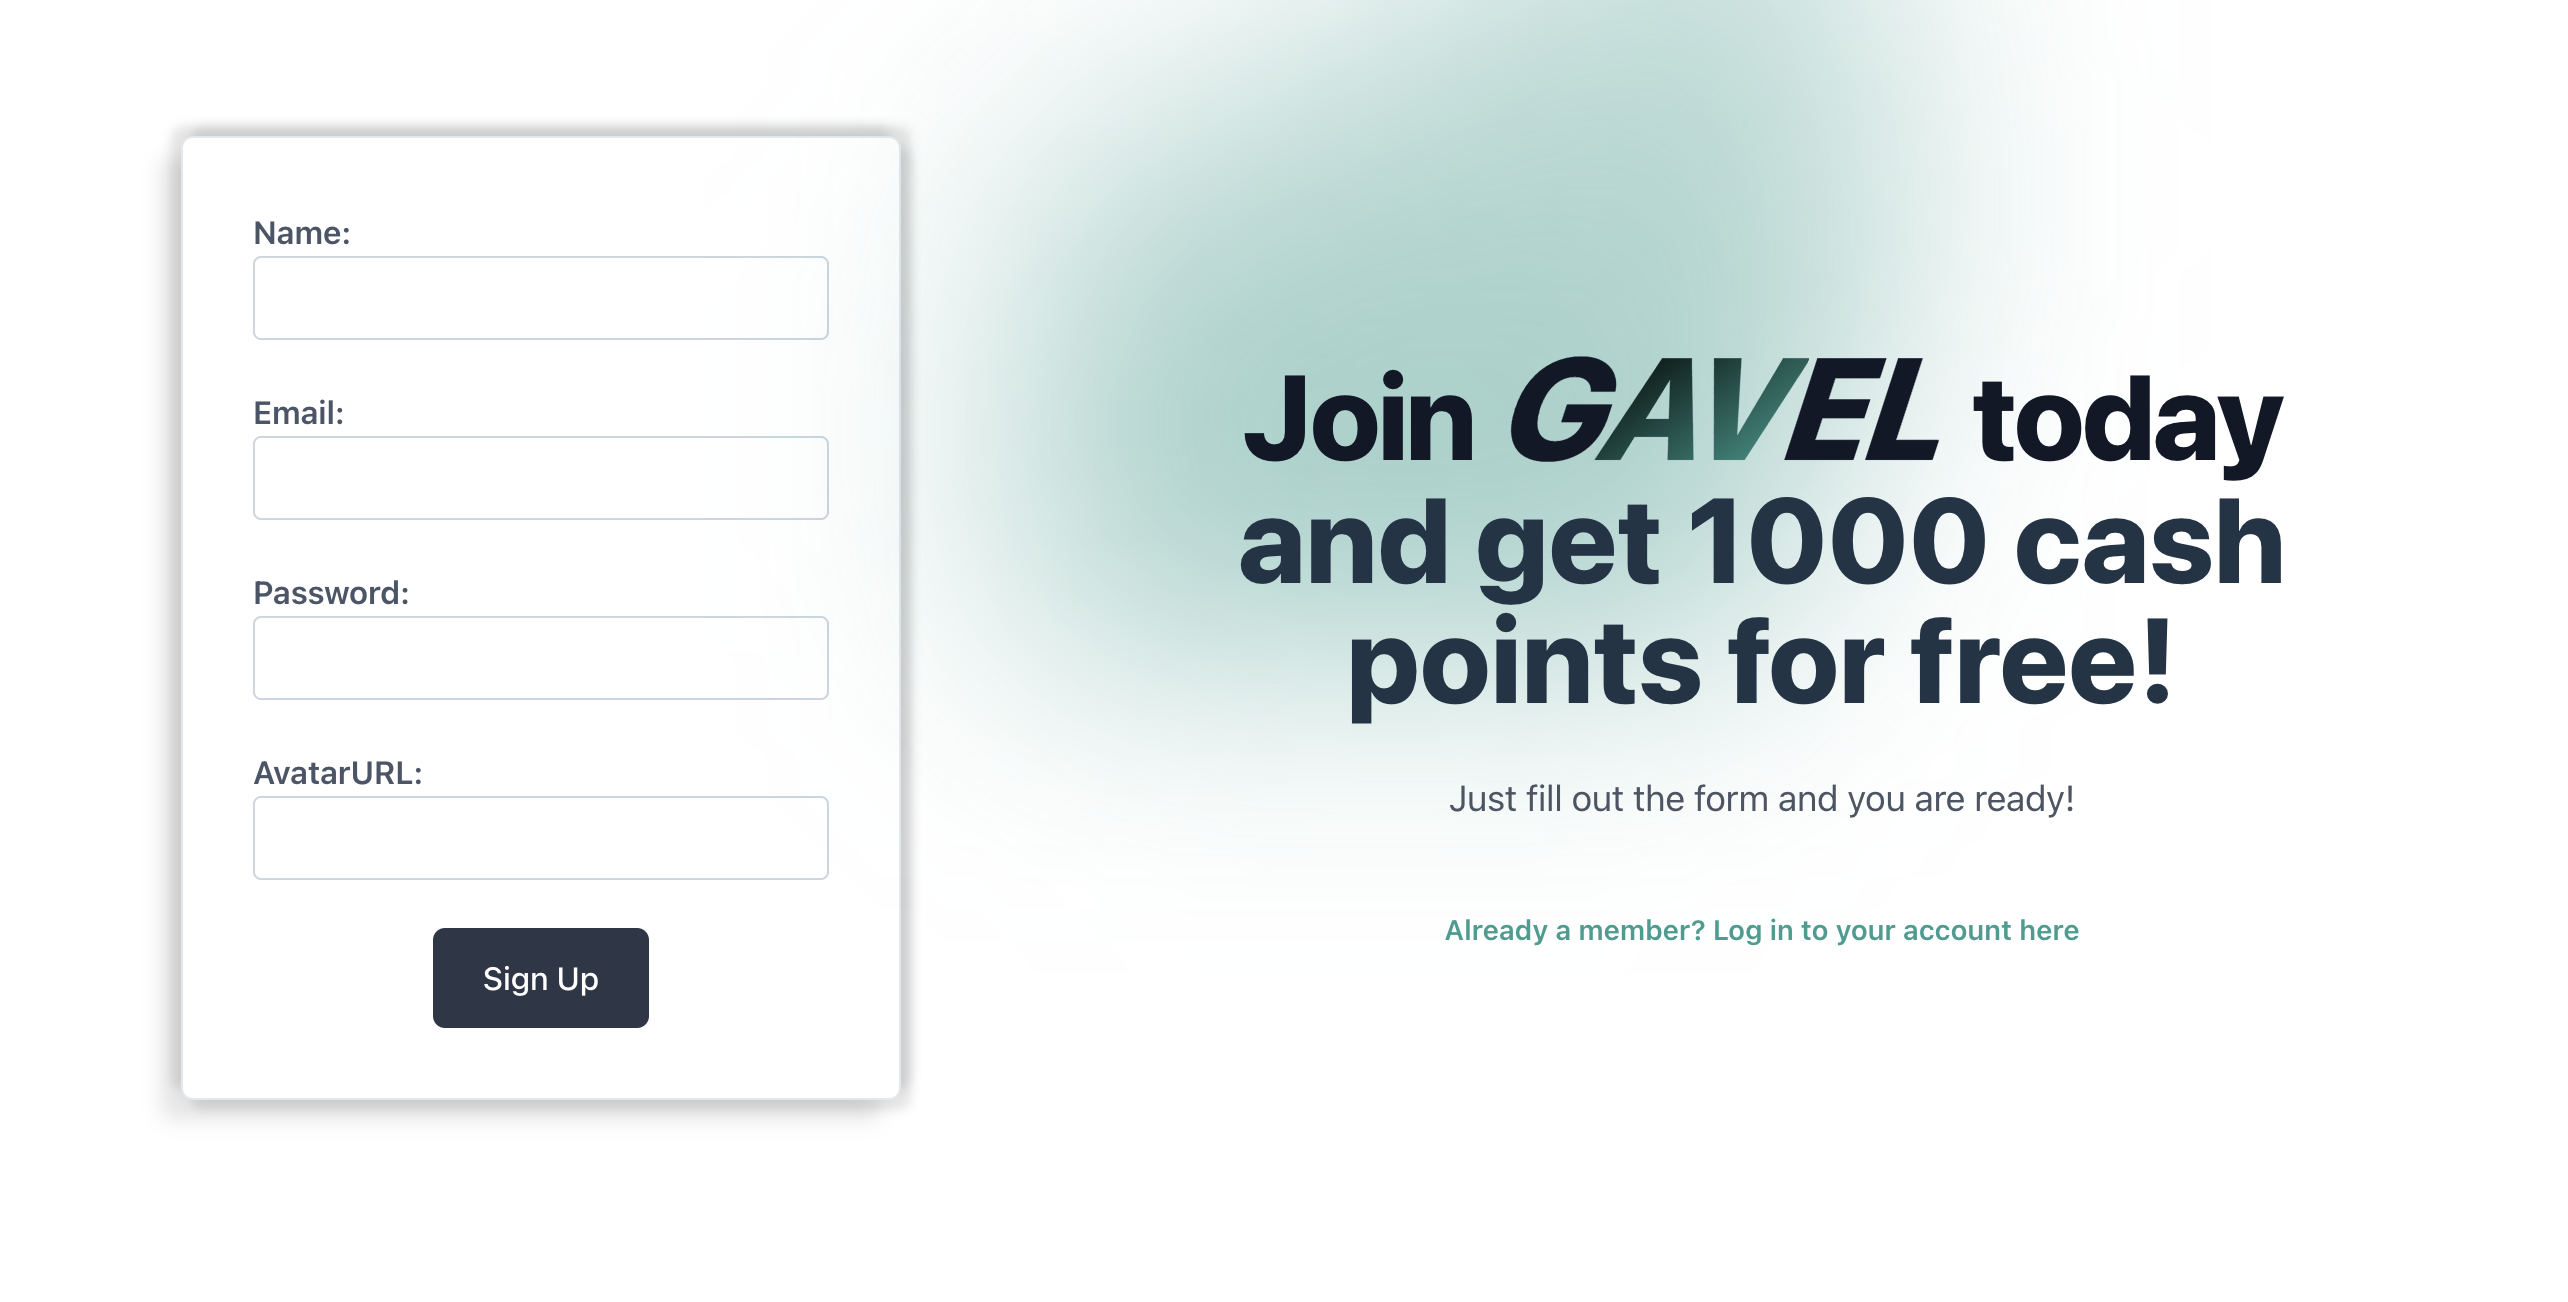 Name:
Email:
Password:
AvatarURL:
Sign Up
Join GAVEL today
and get 1000 cash
points for free!
Just fill out the form and you are ready!
Already a member? Log in to your account here